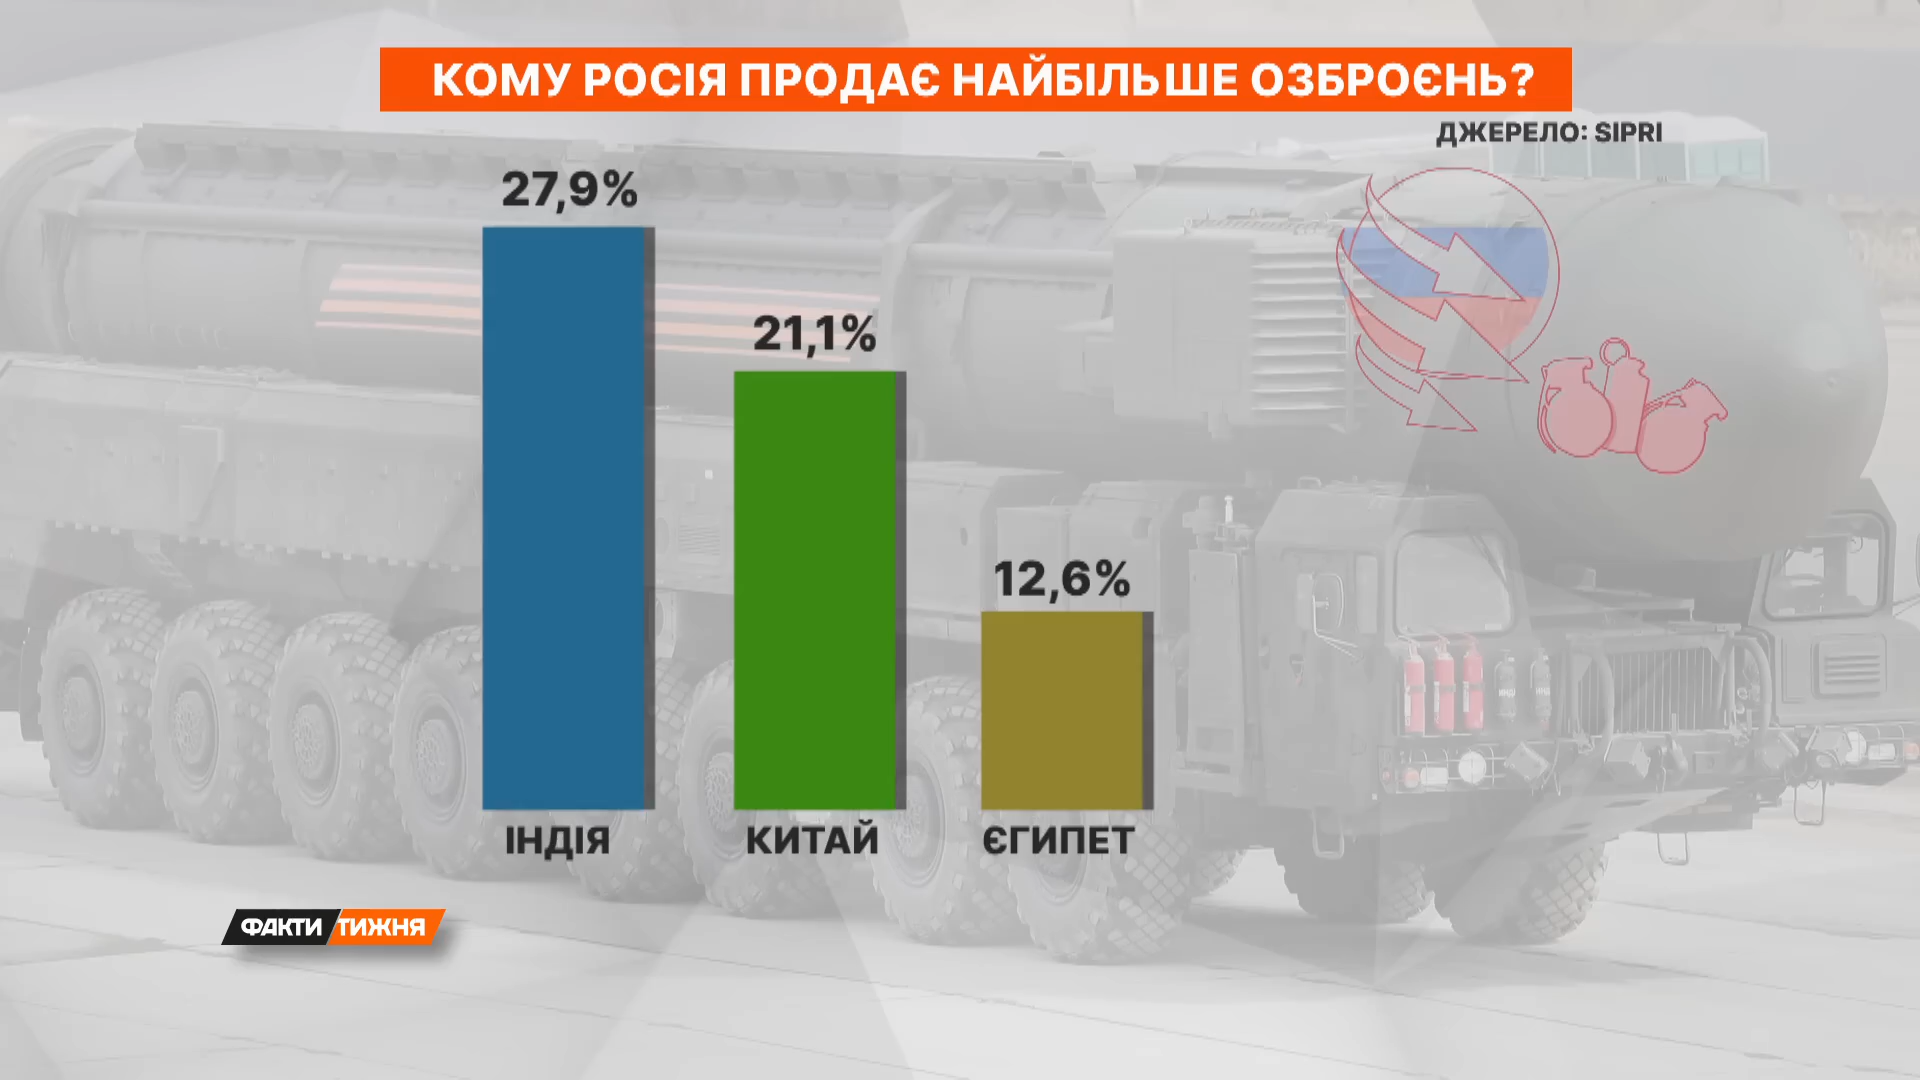 КОМУ РОСІЯ ПРОДАЄ НАЙБІЛЬШЕ ОЗБРОЄНЬ?
ДЖЕРЕЛО: SIPRI
27,9%
21,1%
12,6%
ІНДІЯ
КИТАЙ
ЄГИПЕТ
ФАКТИ ТИЖНЯ